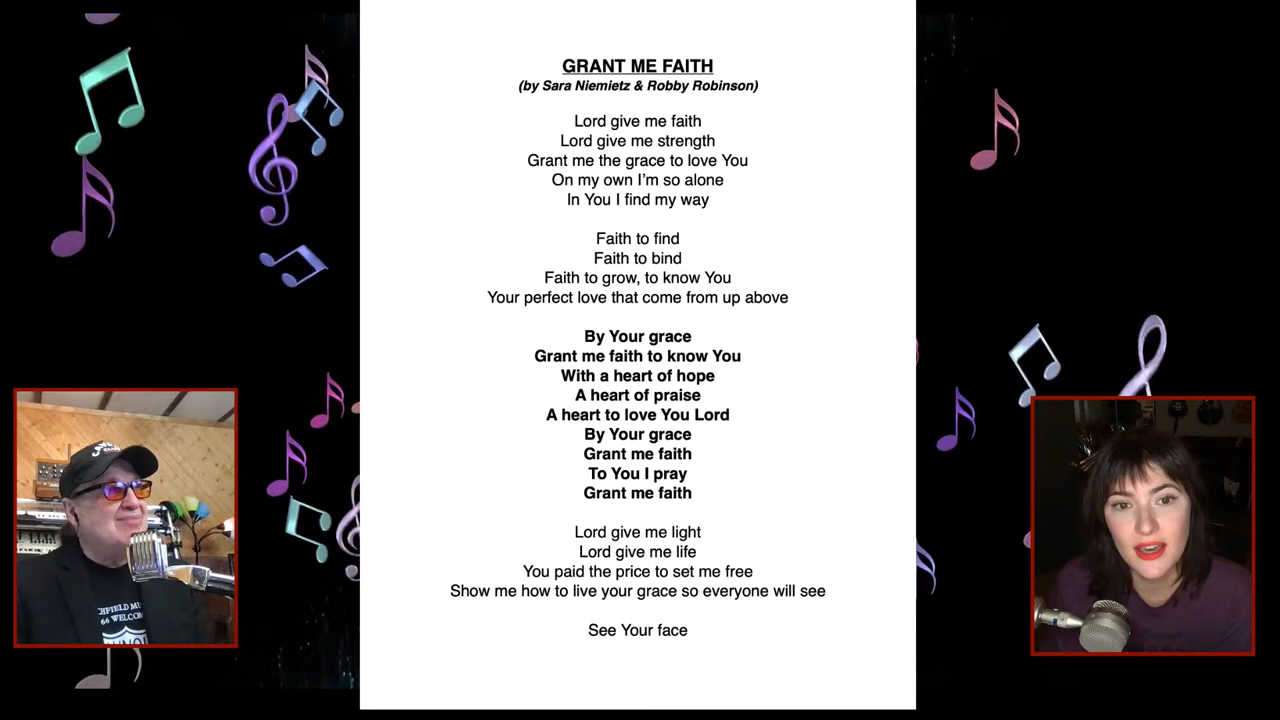 GRANT ME FAITH
(by Sara Niemietz & Robby Robinson)
Lord give me faith
Lord give me strength
Grant me the grace to love You
On my own I'm so alone
In You I find my way
Faith to find
Faith to bind
Faith to grow, to know You
Your perfect love that come from up above
By Your grace
Grant me faith to know You
With a heart of hope
A heart of praise
A heart to love You Lord
By Your grace
Grant me faith
To You I pray
Grant me faith
Lord give me light
Lord give me life
You paid the price to set me free
Show me how to live your grace so everyone will see
See Your face
66 WELCOM